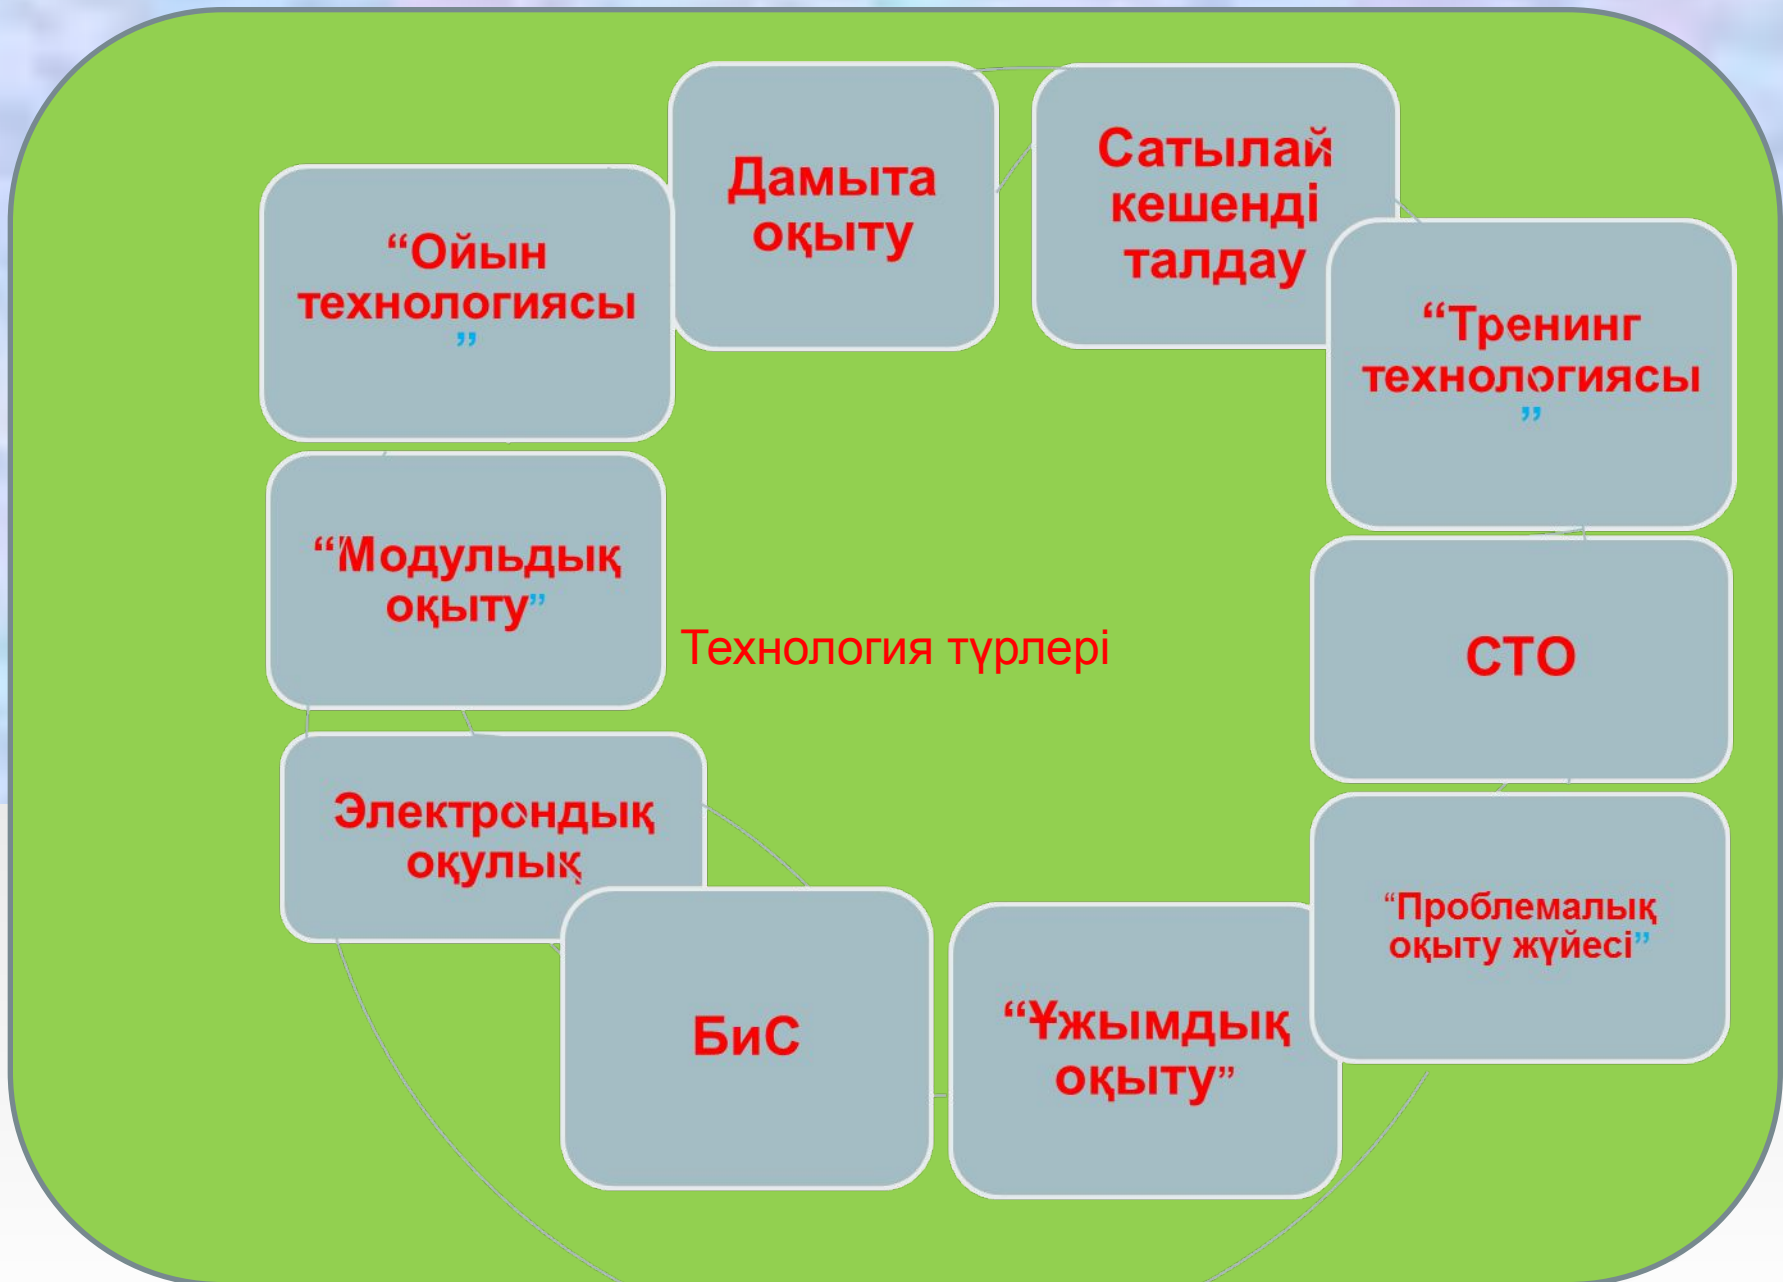 Дамыта
оқыту
Сатылай
кешенді
талдау
“Ойын
технологиясы
”
“Тренинг
технологиясы
”
“Модульдық
оқыту”
Технология түрлері
СТО
Электрондық
оқулық
“Проблемалық
оқыту жүйесі”
БиС
“Ұжымдық
оқыту”